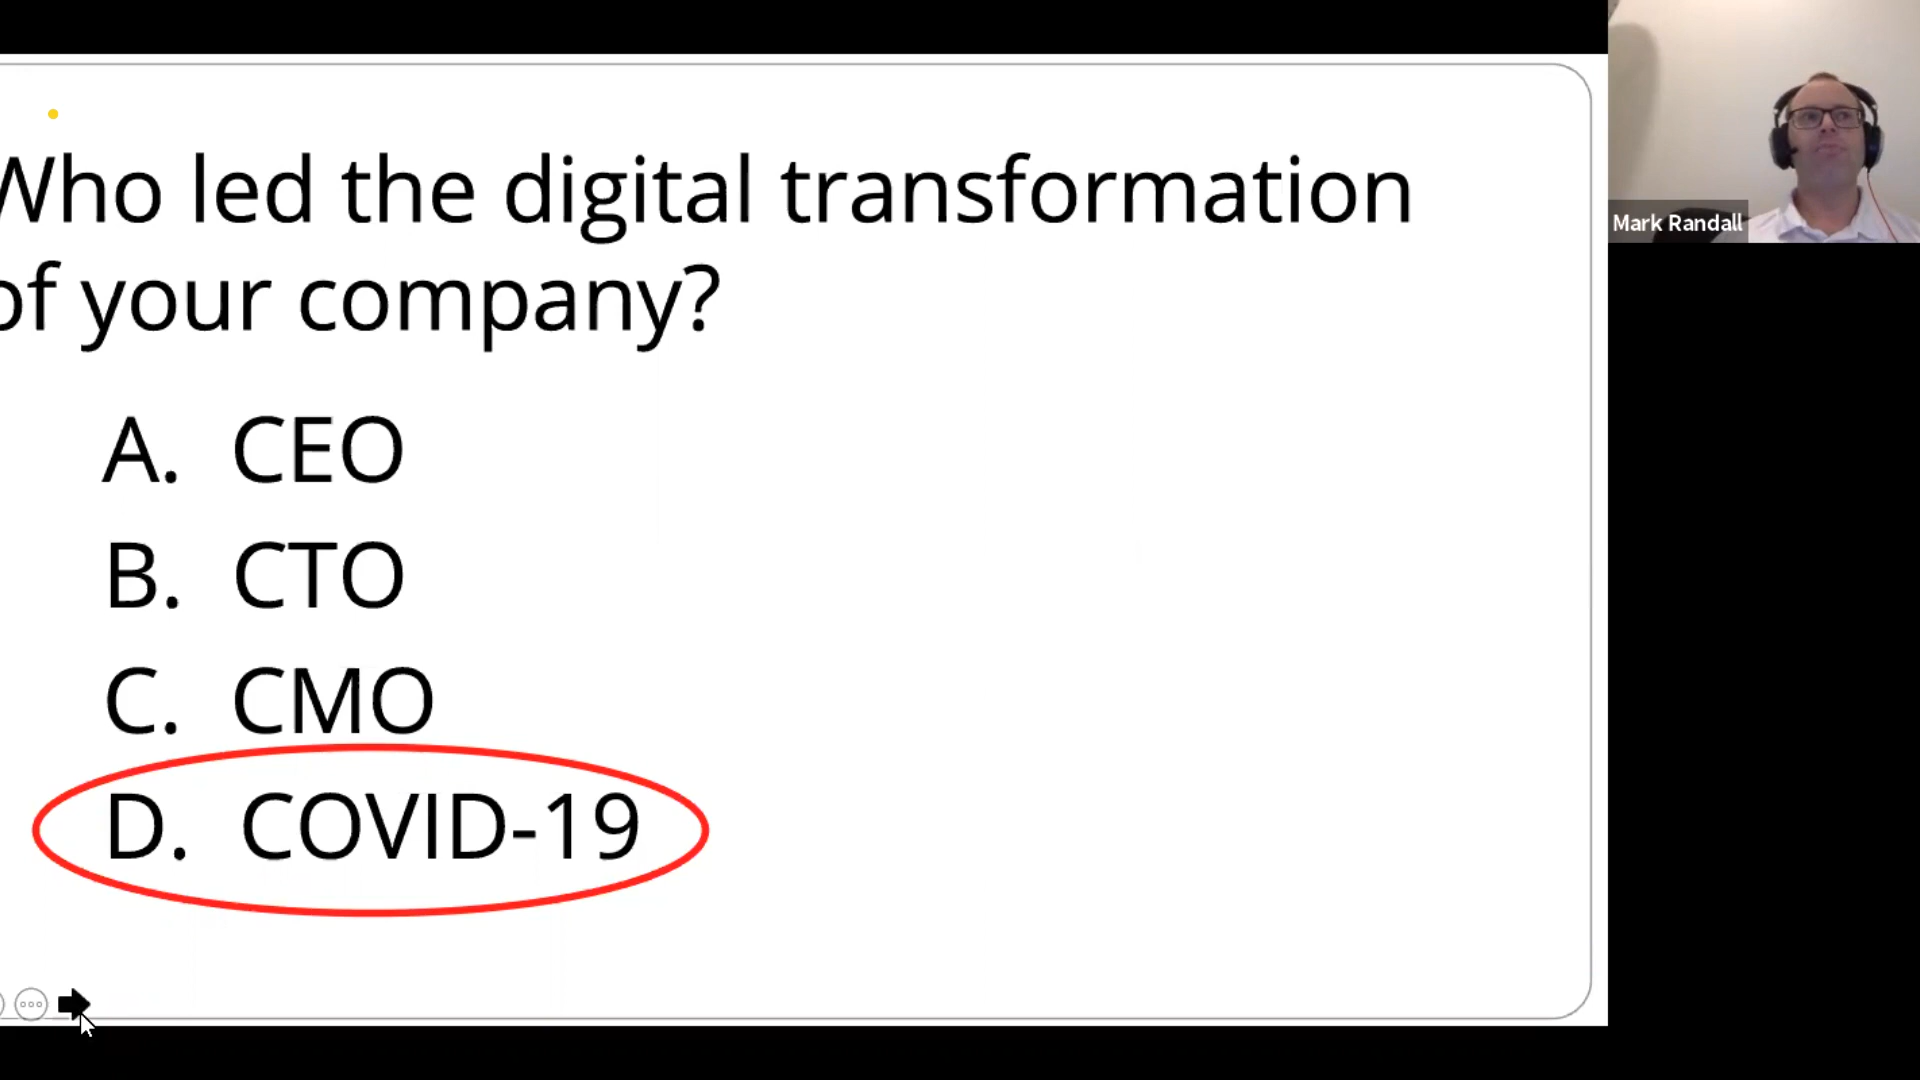 Who led the digital transformation
of your company?
A. CEO
B. CTO
C. CMO
D. COVID-19
Mark Randall